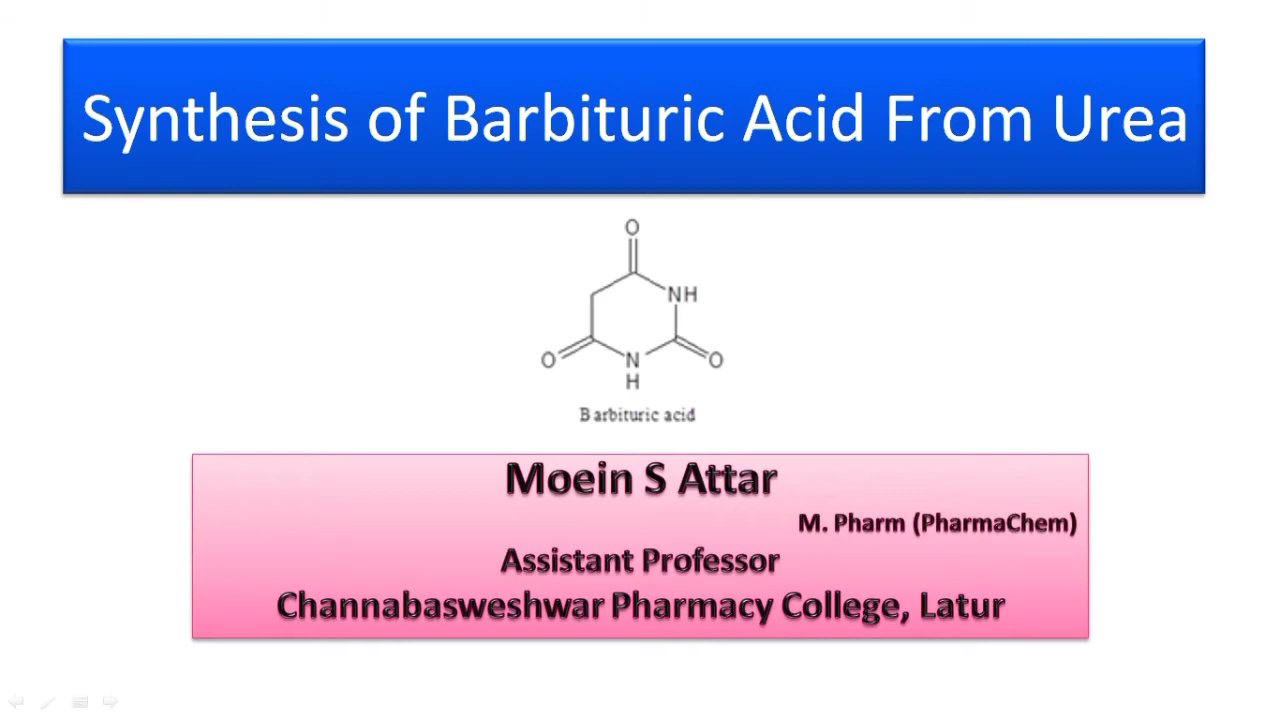 Synthesis of Barbituric Acid From Urea
O
NH
O
N
O
H
Barbituric acid
Moein S Attar
M. Pharm (PharmaChem)
Assistant Professor
Channabasweshwar Pharmacy College, Latur